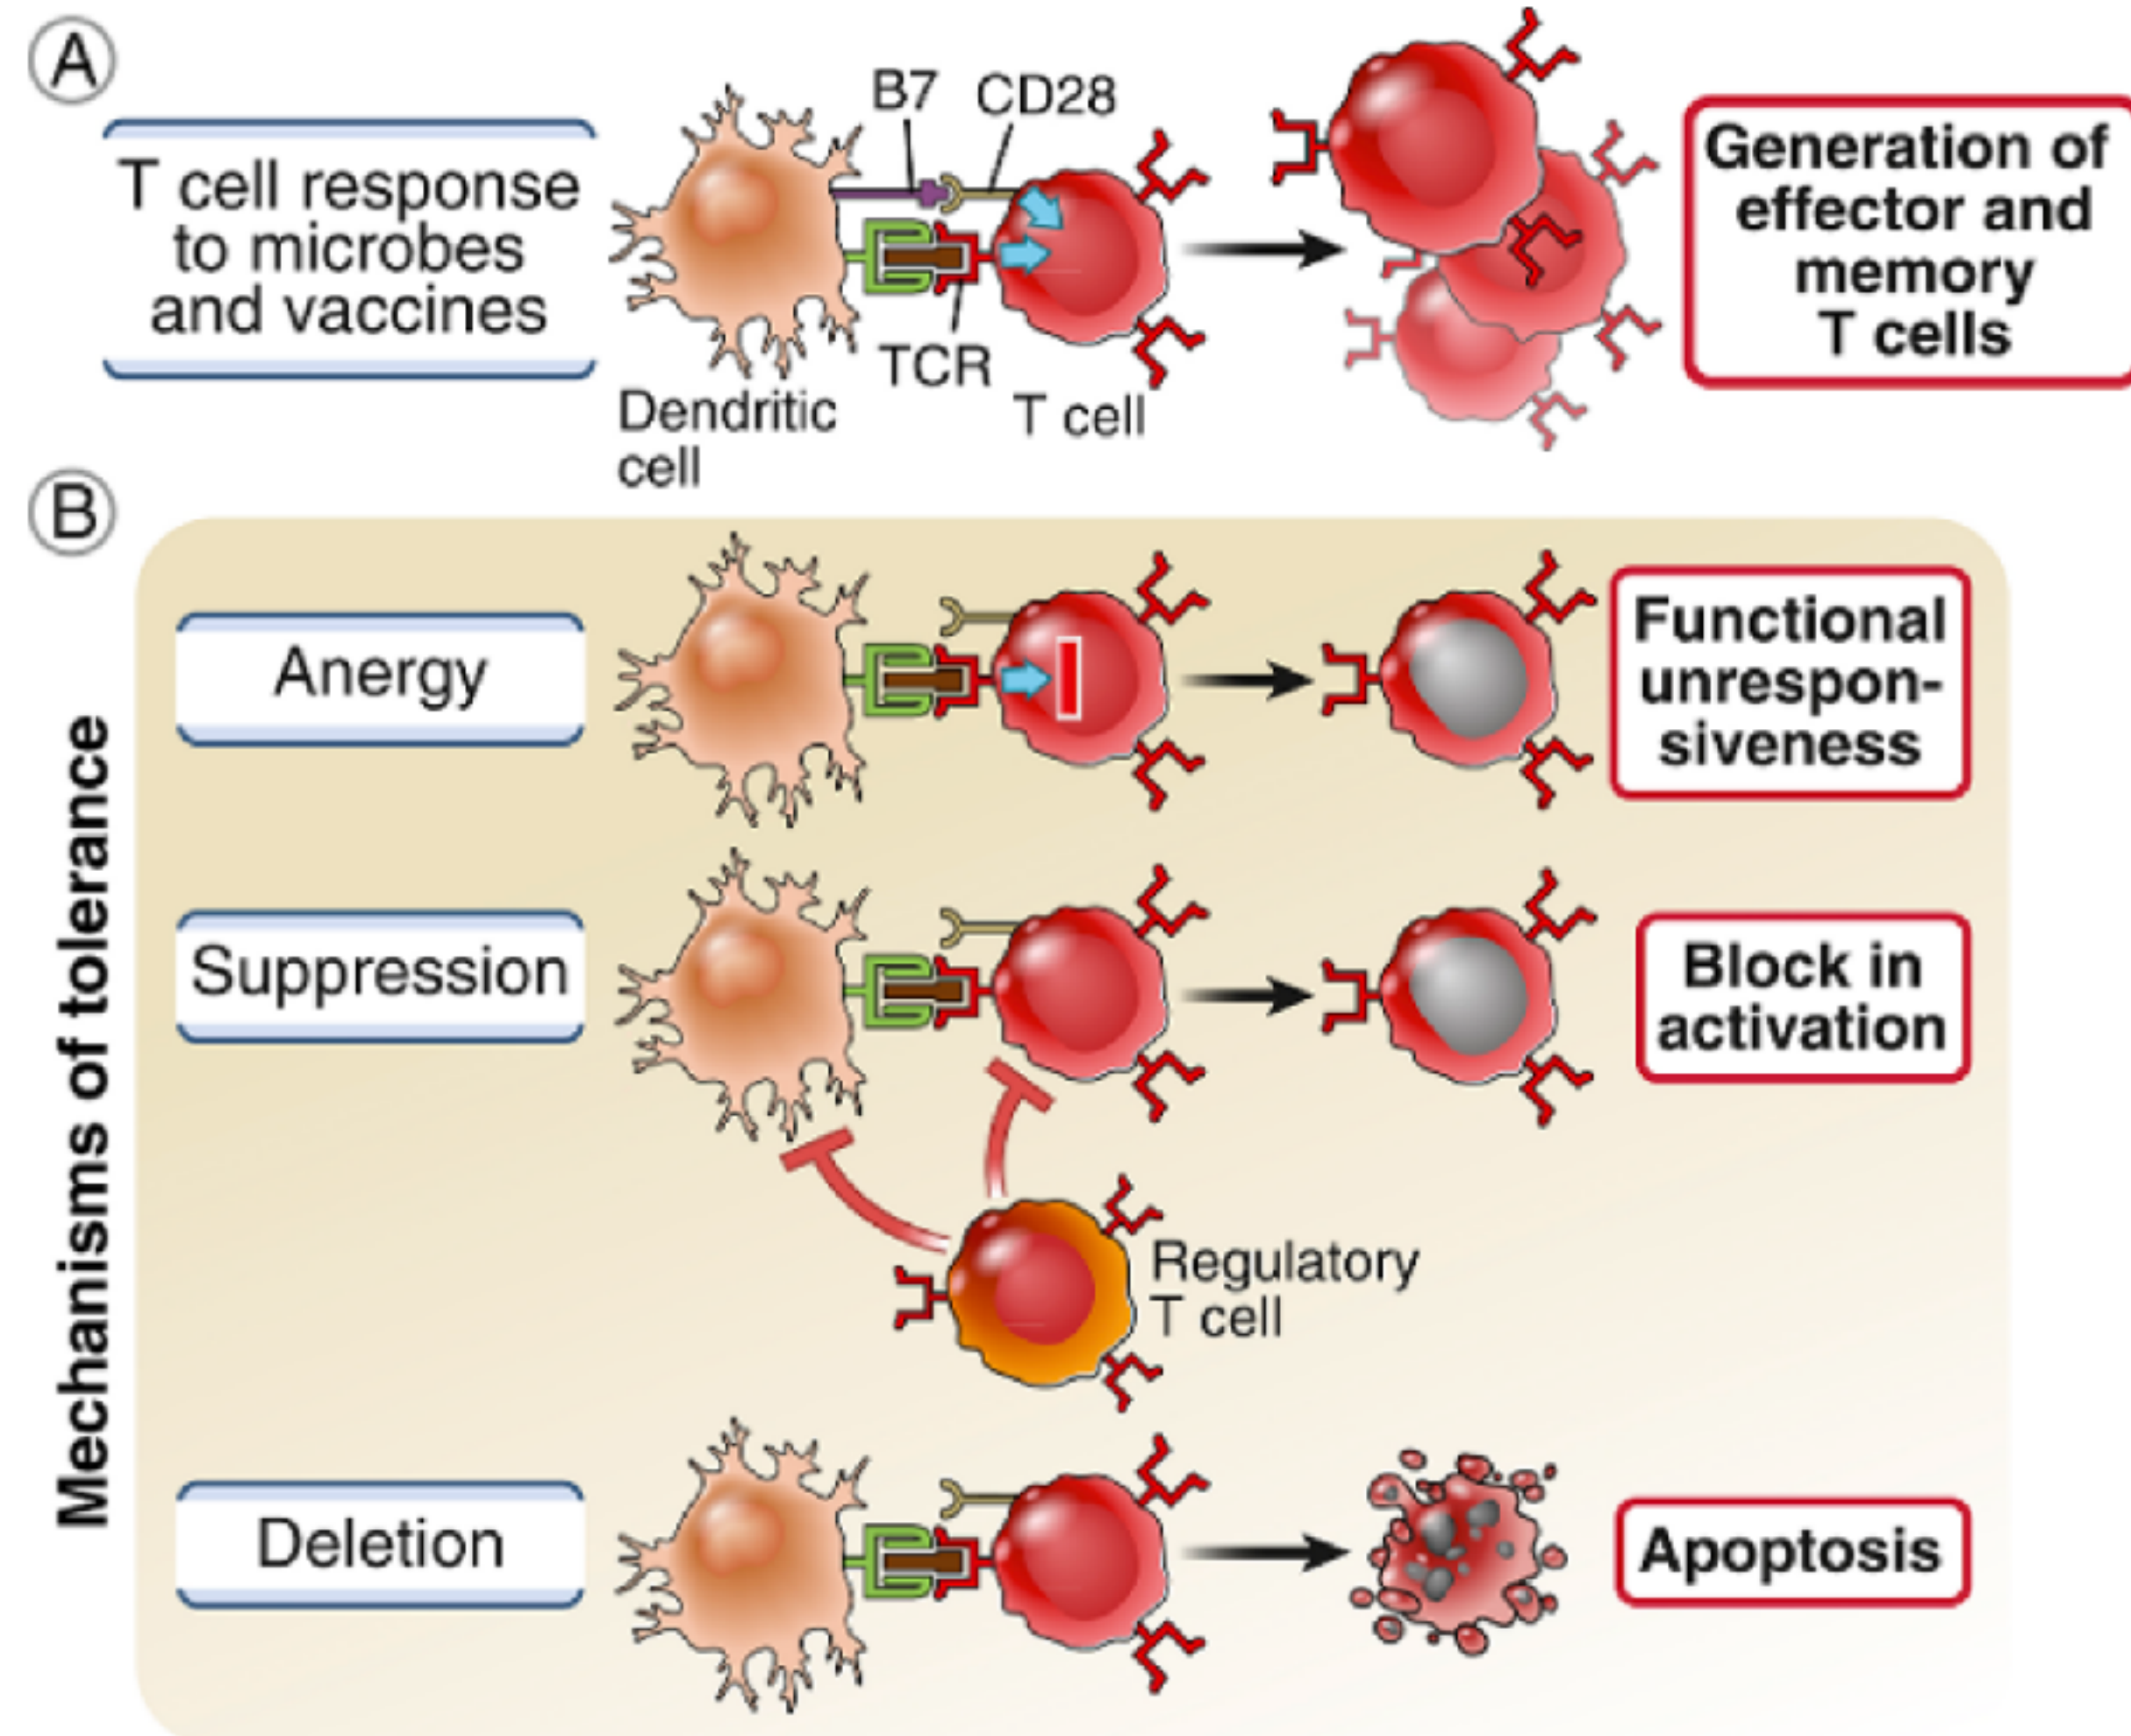 A
T cell response
to microbes
and vaccines
B7
CD28
TCR
Dendritic
cell
T cell
Generation of
effector and
memory
T cells
B
Mechanisms of tolerance
Anergy
Functional
unrespon-
siveness
Suppression
Block in
activation
Regulatory
T cell
Deletion
Apoptosis